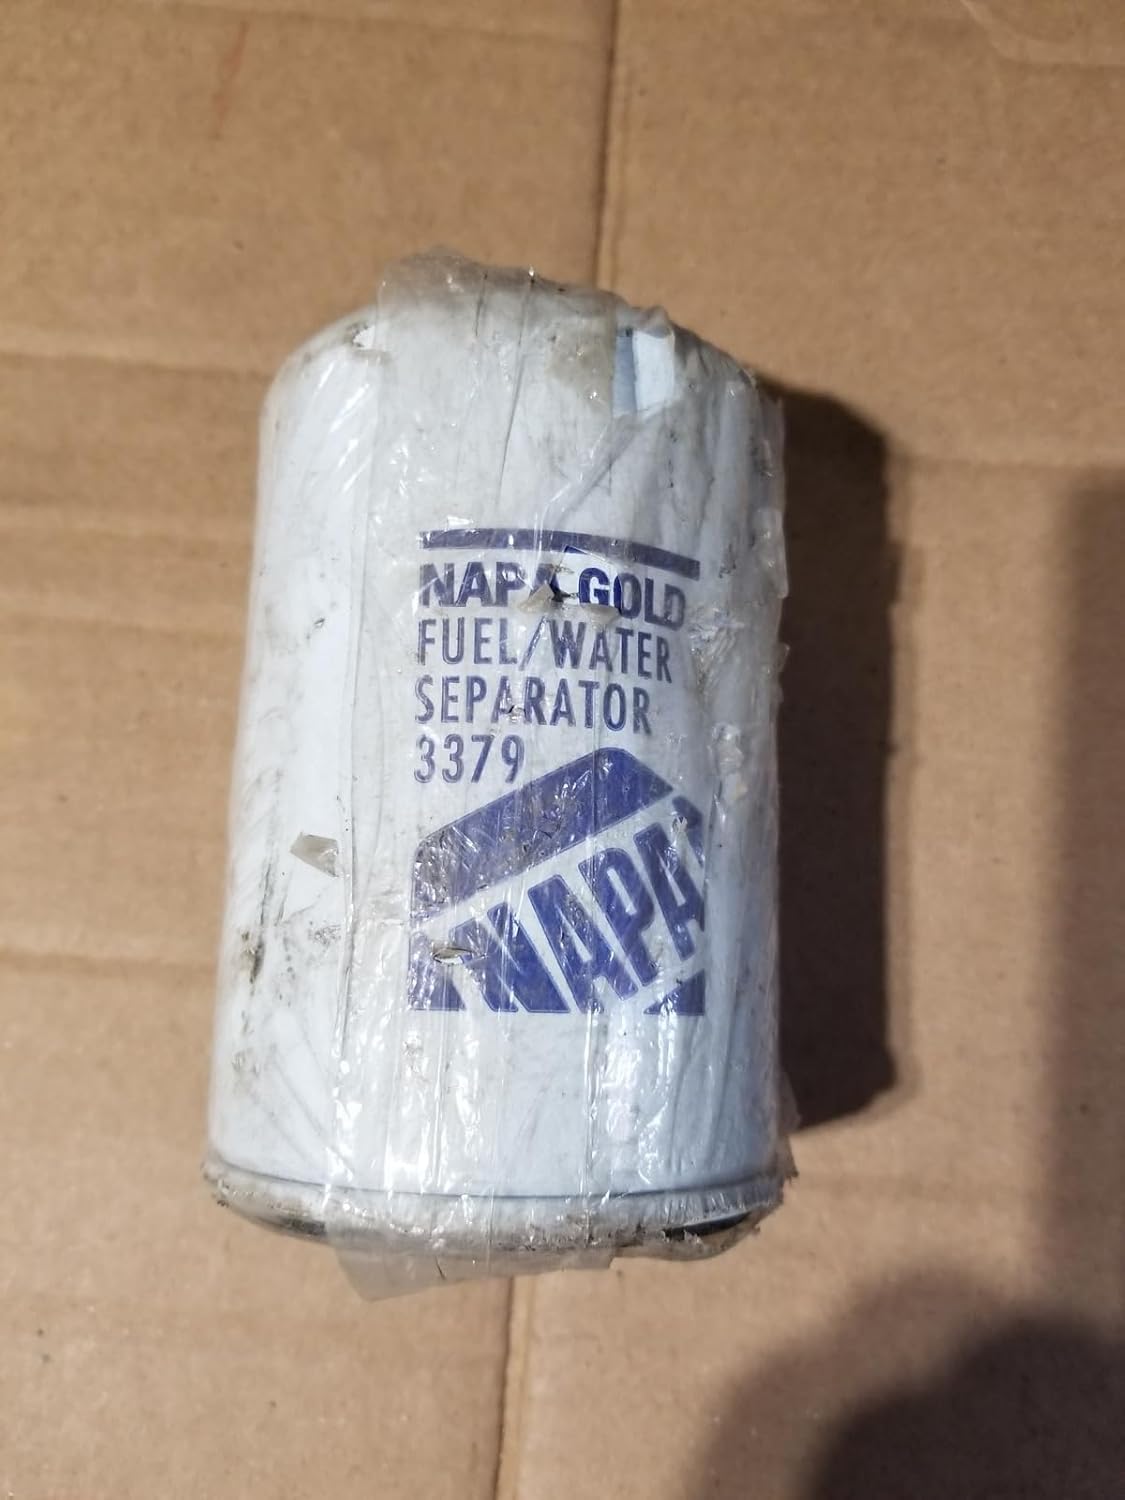 NAPA GOLD
FUEL/WATER
SEPARATOR
3379
NAPA